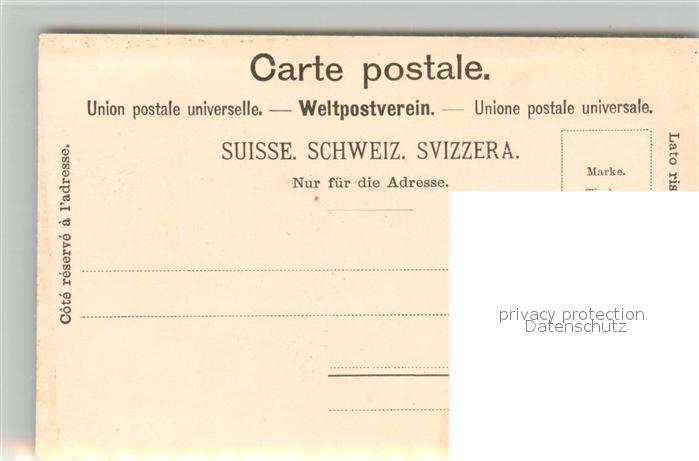 Carte postale.
Union postale universelle. — Weltpostverein. — Unione postale universale.
SUISSE. SCHWEIZ. SVIZZERA.
Nur für die Adresse.
Côté réservé à l'adresse.
Marke.
Lato
privacy protection
Datenschutz